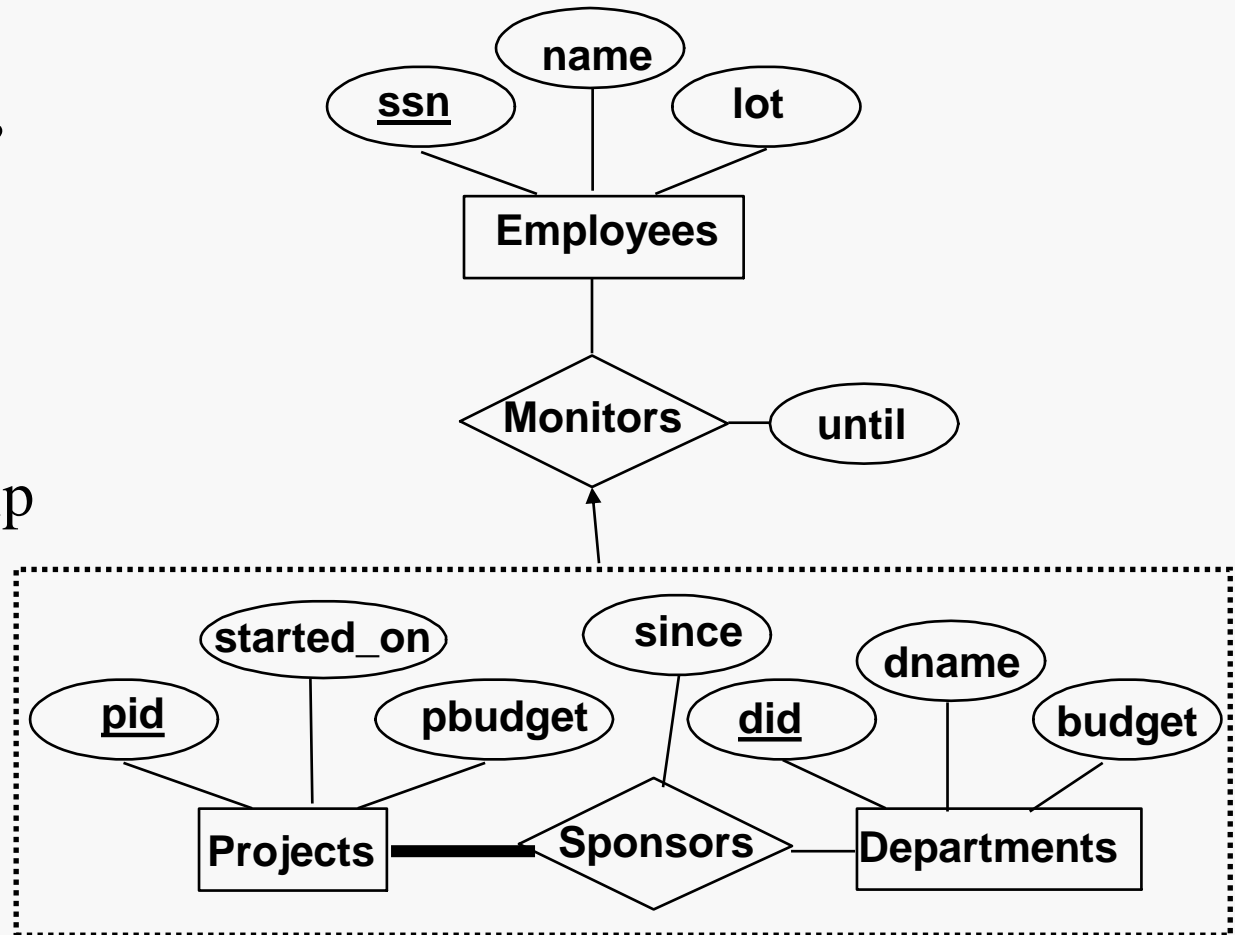 name
ssn
lot
,
Employees
Monitors
until
p
started_on
since
dname
pid
pbudget
did
budget
Projects
Sponsors
Departments